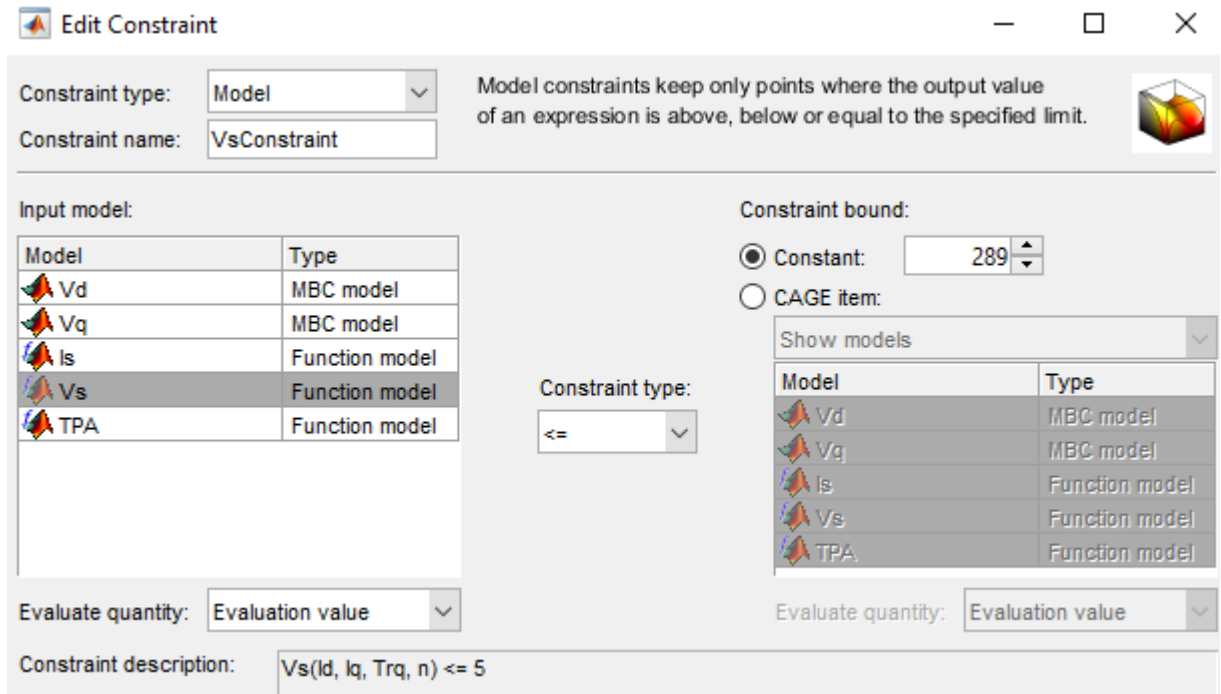 Edit Constraint
Constraint type: Model
Model constraints keep only points where the output value
of an expression is above, below or equal to the specified limit.
Constraint name: VsConstraint
Input model:
Model Type
Vd MBC model
Vq MBC model
Is Function model
Vs Function model
TPA Function model
Constraint type:
<=
Constraint bound:
Constant: 289
CAGE item:
Show models
Model Type
Vd MBC model
Vq MBC model
Is Function model
Vs Function model
TPA Function model
Evaluate quantity: Evaluation value
Evaluate quantity: Evaluation value
Constraint description: Vs(Id, Iq, Trq, n) <= 5